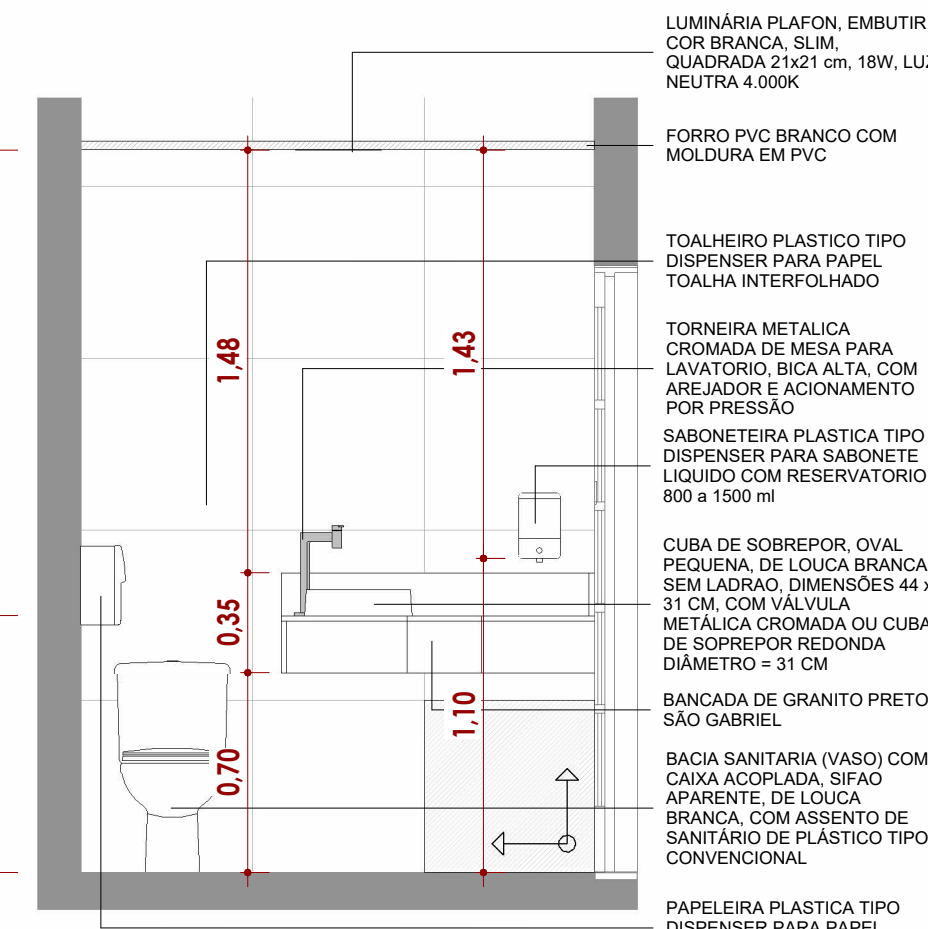 LUMINÁRIA PLAFON, EMBUTIR
COR BRANCA, SLIM,
QUADRADA 21x21 cm, 18W, LUZ
NEUTRA 4.000K
FORRO PVC BRANCO COM
MOLDURA EM PVC
TOALHEIRO PLASTICO TIPO
DISPENSER PARA PAPEL
TOALHA INTERFOLHADO
TORNEIRA METALICA
CROMADA DE MESA PARA
LAVATORIO, BICA ALTA, COM
AREJADOR E ACIONAMENTO
POR PRESSÃO
SABONETEIRA PLASTICA TIPO
DISPENSER PARA SABONETE
LIQUIDO COM RESERVATORIO
800 a 1500 ml
CUBA DE SOBREPOR, OVAL
PEQUENA, DE LOUCA BRANCA
SEM LADRAO, DIMENSÕES 44 x
31 CM, COM VÁLVULA
METÁLICA CROMADA OU CUBA
DE SOPREPOR REDONDA
DIÂMETRO = 31 CM
BANCADA DE GRANITO PRETO
SÃO GABRIEL
BACIA SANITARIA (VASO) COM
CAIXA ACOPLADA, SIFAO
APARENTE, DE LOUCA
BRANCA, COM ASSENTO DE
SANITÁRIO DE PLÁSTICO TIPO
CONVENCIONAL
PAPELEIRA PLASTICA TIPO
DISPENSER PARA PAPEL
1,48
1,43
0,35
1,10
0,70